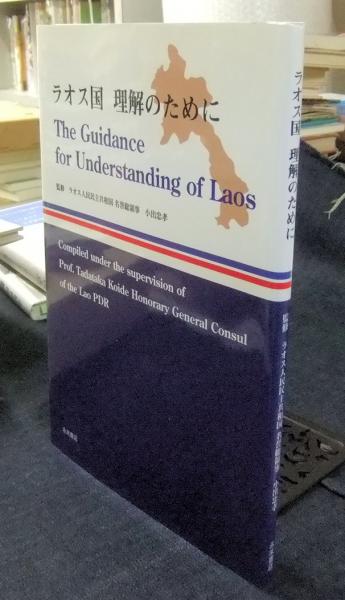 ラオス国 理解のために
The Guidance
for Understanding of Laos
監修 ラオス人民民主共和国 名誉総領事 小出忠孝
Compiled under the supervision of
Prof. Tadataka Koide Honorary General Consul
of the Lao PDR
ラオス国 理解のために
監修 ラオス人民民主共和国 名誉総領事 小出忠孝